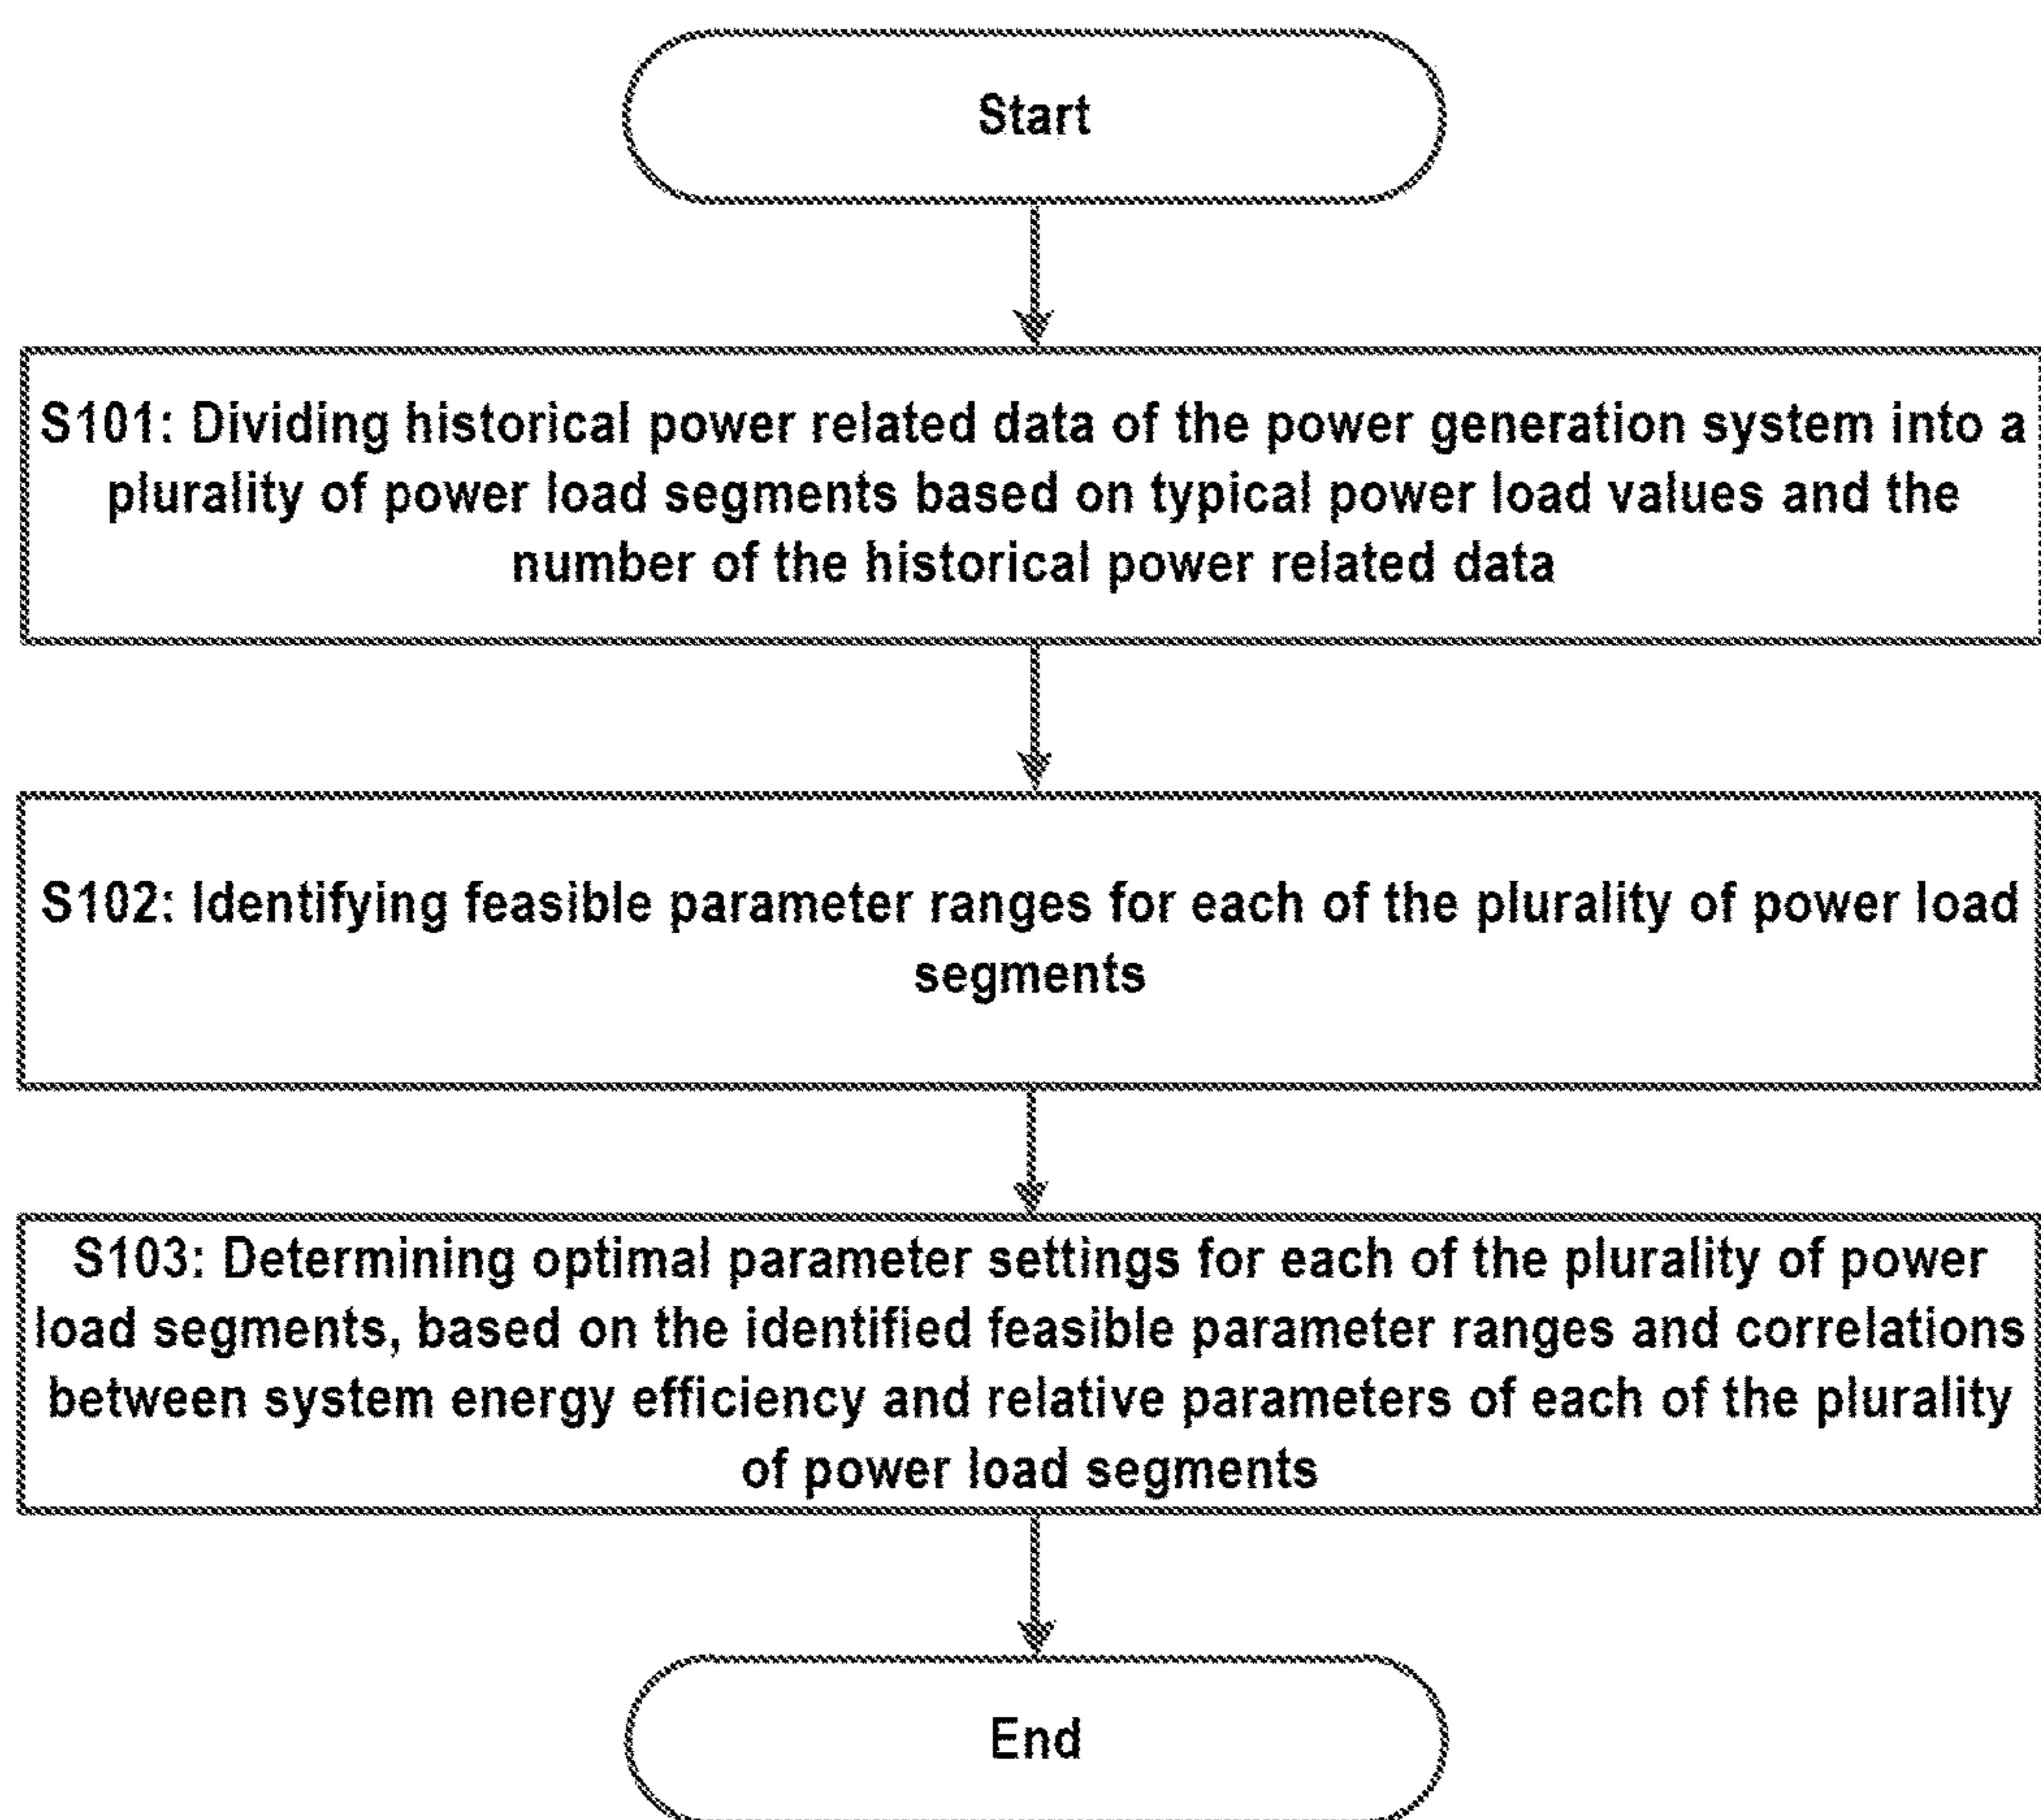 Start
S101: Dividing historical power related data of the power generation system into a
plurality of power load segments based on typical power load values and the
number of the historical power related data
S102: Identifying feasible parameter ranges for each of the plurality of power load
segments
S103: Determining optimal parameter settings for each of the plurality of power
load segments, based on the identified feasible parameter ranges and correlations
between system energy efficiency and relative parameters of each of the plurality
of power load segments
End